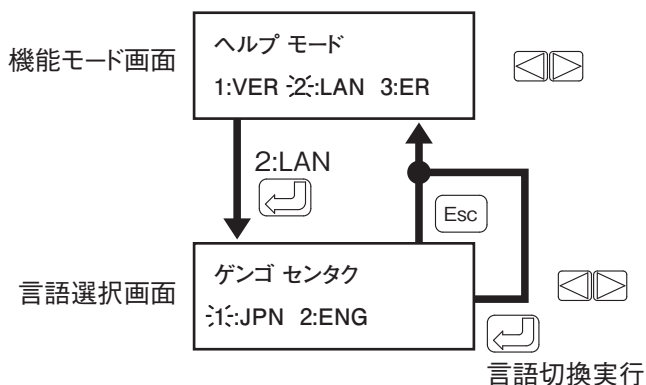 機能モード画面
ヘルプ モード
1:VER 2:LAN 3:ER
2:LAN
Esc
言語選択画面
ゲンゴ センタク
1:JPN 2:ENG
言語切換実行